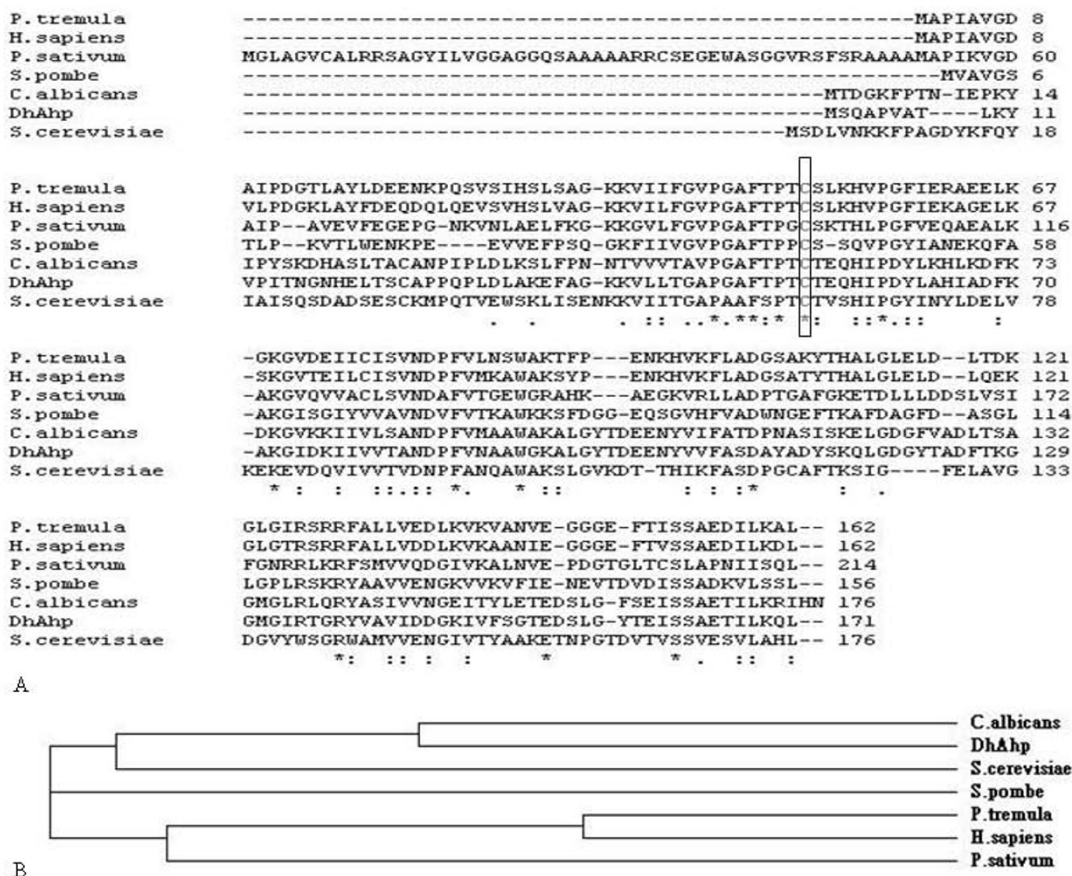 P.tremula ------------------------------------------------------MAPIAVGD 8
H.sapiens ------------------------------------------------------MAPIAVGD 8
P.sativum MGLAGVCALRRSAGYILVGGAGGQSAAAAARRCSEGEWASGGVRSFSRAAAAMAPIKVGD 60
S.pombe --------------------------------------------------------MVAVGS 6
C.albicans -----------------------------------------------MTDGKFPTN-IEPKY 14
DhAhp -----------------------------------------------MSQAPVAT----LKY 11
S.cerevisiae --------------------------------------------MSDLVNKKFPAGDYKFQY 18
P.tremula AIPDGTLAYLDEENKPQSVSIHSLSAG-KKVIIFGVPGAFTPTCSLKHVPGFIERAEELK 67
H.sapiens VLPDGKLAYFDEQDQLQEVSVHSLVAG-KKVILFGVPGAFTPTCSLKHVPGFIEKAGELK 67
P.sativum AIP--AVEVFEGEPG-NKVNLAELFKG-KKGVLFGVPGAFTPGCSKTHLPGFVEQAEALK 116
S.pombe TLP--KVTLWENKPE----EVVEFPSQG-GKFIIVGVPGAFTPPCS-SQVPGYIANEKQFA 58
C.albicans IPYSKDHASLTACANPIPLDLKSLFPN-NTVVVTAVPGAFTPTCTEQHIPDYLKHLKDFK 73
DhAhp VPITNGNHELTSCAPPQPLDLAKEFAG-KKVLLTGAPGAFTPTCTEQHIPDYLAHIADFK 70
S.cerevisiae IAISQSDADSESCKMPQTVEWSKLISENKKVIITGAPAAFSPTCTVSHIPGYINYLDELV 78
. . . :: ..*.**:* *: ::*.:: :
P.tremula -GKGVDEIICISVNDPFVLNSWAKTFP---ENKHVKFLADGSAKYTHALGLELD--LTDK 121
H.sapiens -SKGVTEILCISVNDPFVMKAWAKSYP---ENKHVKFLADGSATYTHALGLELD--LQEK 121
P.sativum -AKGVQVVACLSVNDAFVTGEWGRAHK---AEGKVRLLADPTGAFGKETDLLLDDSLVSI 172
S.pombe -AKGISGIYVVAVNDVFVTKAWKKSFDGG-EQSGVHFVADWNGEFTKAFDAGFD--ASGL 114
C.albicans -DKGVKKIIVLSANDPFVMAAWAKALGYTDEENYVIFATDPNASISKELGDGFVADLTSA 132
DhAhp -AKGIDKIIVVTANDPFVNAAWGKALGYTDEENYVVFASDAYADYSKQLGDGYTADFTKG 129
S.cerevisiae KEKEVDQVIVVTVDNPFANQAWAKSLGVKDT-THIKFASDPGCAFTKSIG----FELAVG 133
* : : ::.:: *. * :: : : * : .
P.tremula GLGIRSRRFALLVEDLKVKVANVE-GGGE-FTISSAEDILKAL-- 162
H.sapiens GLGTRSRRFALLVDDLKVKAANIE-GGGE-FTVSSAEDILKDL-- 162
P.sativum FGNRRLKRFSMVVQDGIVKALNVE-PDGTGLTCSLAPNIISQL-- 214
S.pombe LGPLRSKRYAAVVENGKVVKVFIE-NEVTDVDISSADKVLSSL-- 156
C.albicans GMGLRLQRYASIVVNGEITYLETEDSLG-FSEISSAETILKRIHN 176
DhAhp GMGIRTGRYVAVIDDGKIVFSGTEDSLG-YTEISSAETILKQL-- 171
S.cerevisiae DGVYWSGRWAMVVENGIVTYAAKETNPGTDVTVSSVESVLAHL-- 176
*: :: : : * * . :: :
A
C.albicans
DhAhp
S.cerevisiae
S.pombe
P.tremula
H.sapiens
P.sativum
B